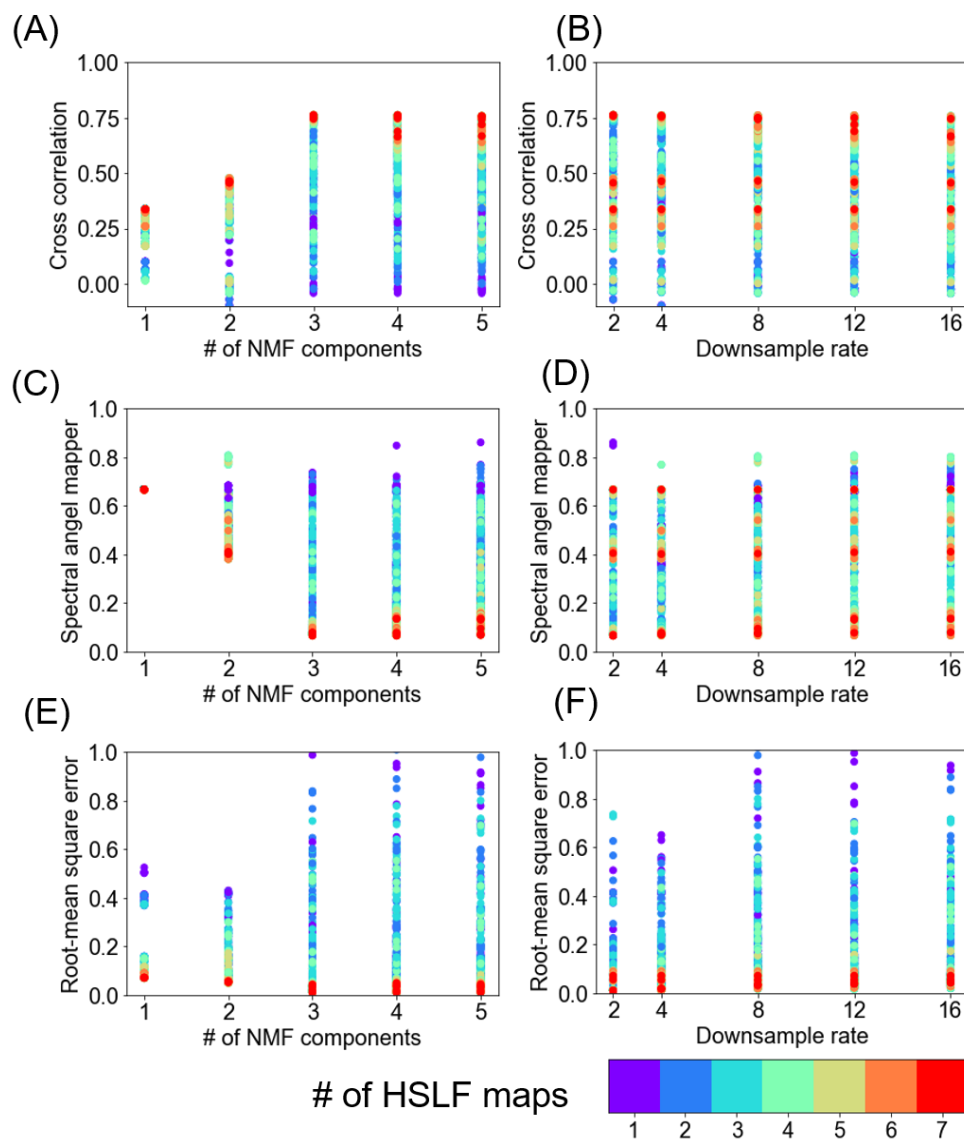 (A)
Cross correlation
1.00
0.75
0.50
0.25
0.00
1 2 3 4 5
# of NMF components
(B)
Cross correlation
1.00
0.75
0.50
0.25
0.00
2 4 8 12 16
Downsample rate
(C)
Spectral angel mapper
1.0
0.8
0.6
0.4
0.2
0.0
1 2 3 4 5
# of NMF components
(D)
Spectral angel mapper
1.0
0.8
0.6
0.4
0.2
0.0
2 4 8 12 16
Downsample rate
(E)
Root-mean square error
1.0
0.8
0.6
0.4
0.2
0.0
1 2 3 4 5
# of NMF components
(F)
Root-mean square error
1.0
0.8
0.6
0.4
0.2
0.0
2 4 8 12 16
Downsample rate
# of HSLF maps
1 2 3 4 5 6 7